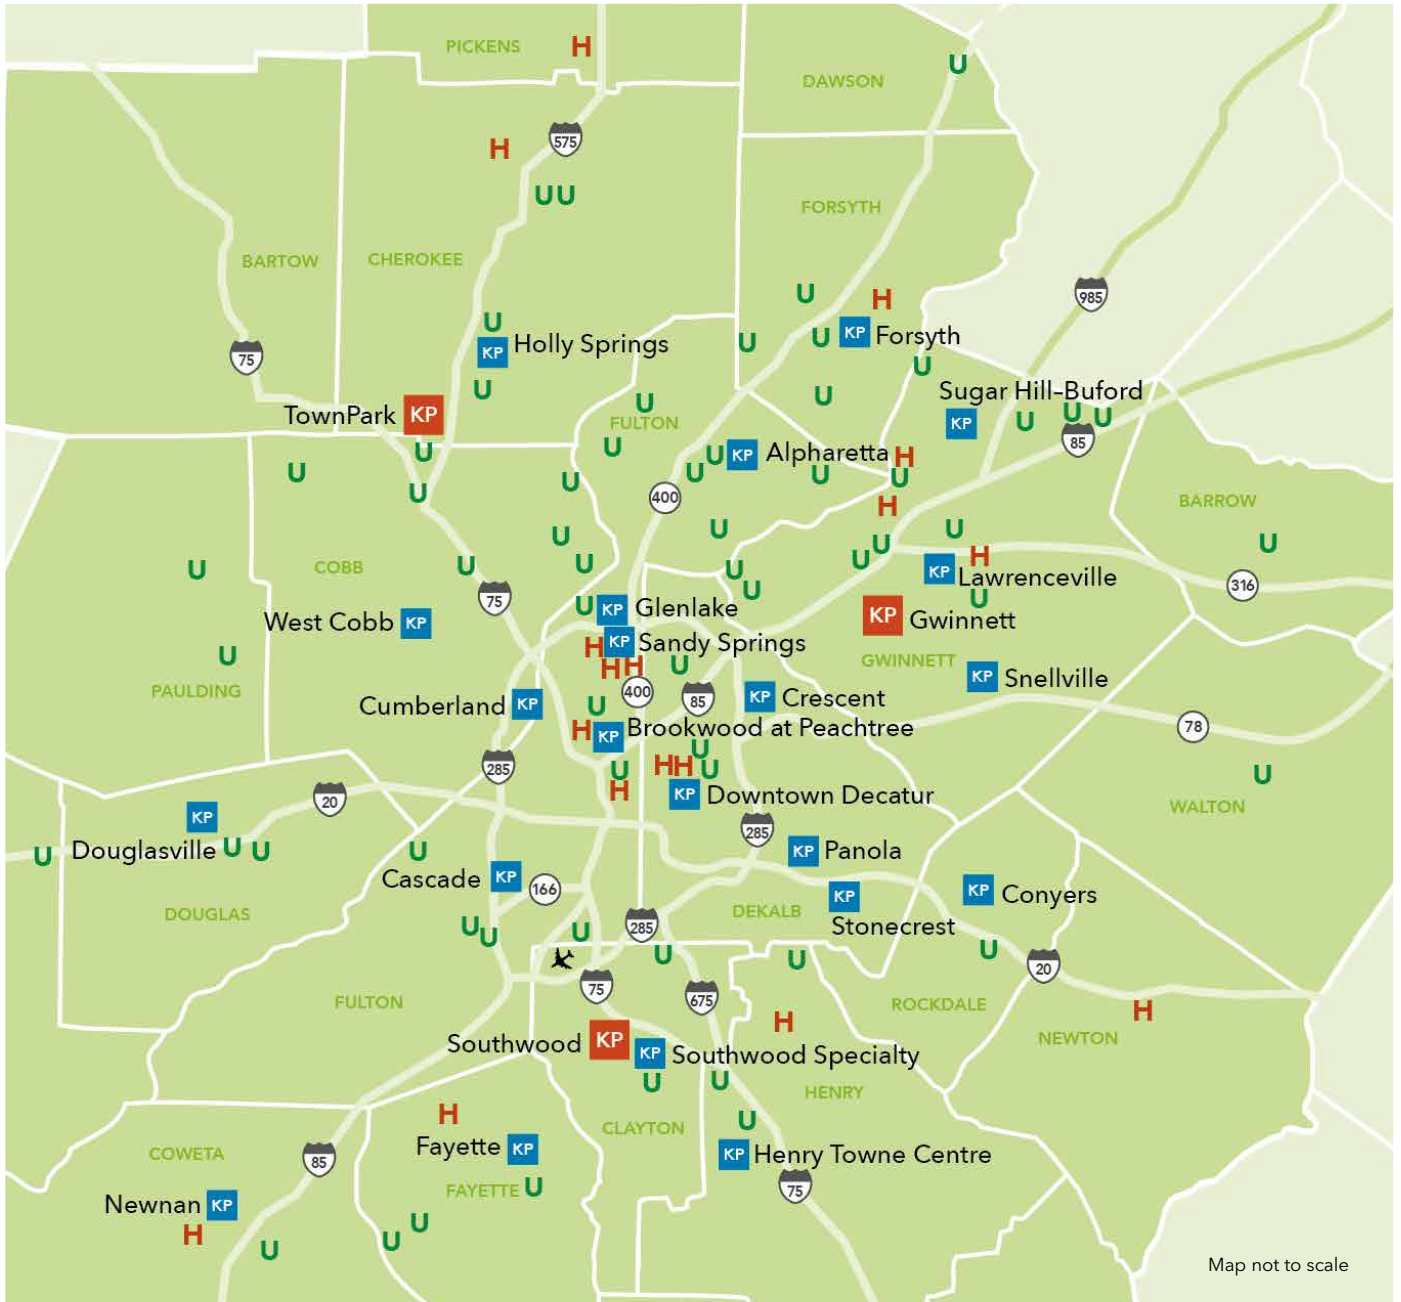 PICKENS H
DAWSON
U
575
H
UU
FORSYTH
BARTOW
CHEROKEE
985
U
H
U
KP Holly Springs
75
U
U KP Forsyth
U
Sugar Hill–Buford
KP
U
U
U
85
TownPark KP
U
U
U
FULTON
U
U
U
KP Alpharetta H
U
U
U
U
U
U
400
H
BARROW
U
U
U
U
U
U
U
H
U
COBB
U
U
U
U
KP Lawrenceville
U
316
U
75
West Cobb KP
U KP Glenlake
KP Gwinnett
H KP Sandy Springs
HH
U
GWINNETT
U
PAULDING
400
85
KP Crescent
KP Snellville
Cumberland KP
U
H KP Brookwood at Peachtree
78
285
U
U
HH U
H
U
20
KP Downtown Decatur
WALTON
KP
285
Douglasville U U
U
U
KP Panola
Cascade KP
166
KP
Stonecrest
KP Conyers
DOUGLAS
DEKALB
UU
U
285
U
U
U
20
75
675
FULTON
ROCKDALE
H
H
NEWTON
Southwood KP
KP Southwood Specialty
U
U
HENRY
H
U
CLAYTON
COWETA
85
Fayette KP
KP Henry Towne Centre
FAYETTE U
75
Newnan KP
H
U
U
U
Map not to scale